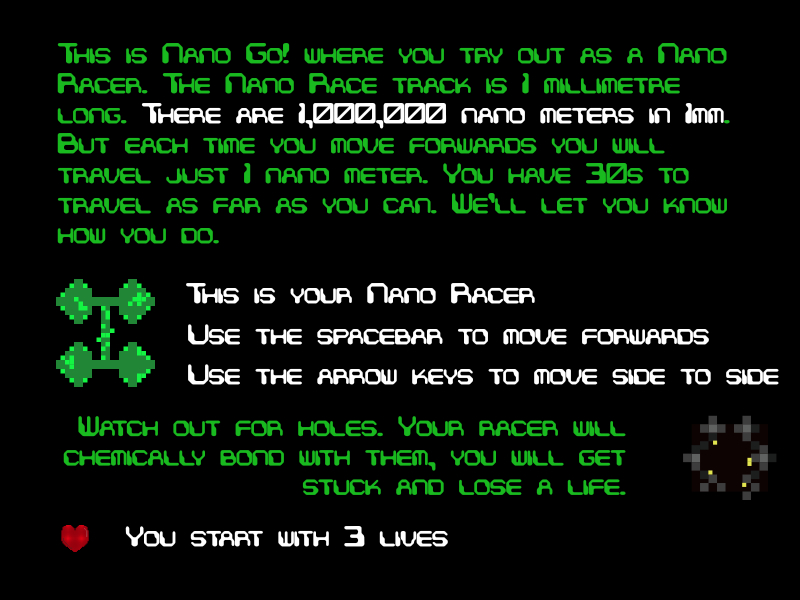 This is Nano Go! where you try out as a Nano
Racer. The Nano Race track is 1 millimetre
long. There are 1,000,000 nano meters in 1mm.
But each time you move forwards you will
travel just 1 nano meter. You have 30s to
travel as far as you can. We'll let you know
how you do.
This is your Nano Racer
Use the spacebar to move forwards
Use the arrow keys to move side to side
Watch out for holes. Your racer will
chemically bond with them, you will get
stuck and lose a life.
You start with 3 lives